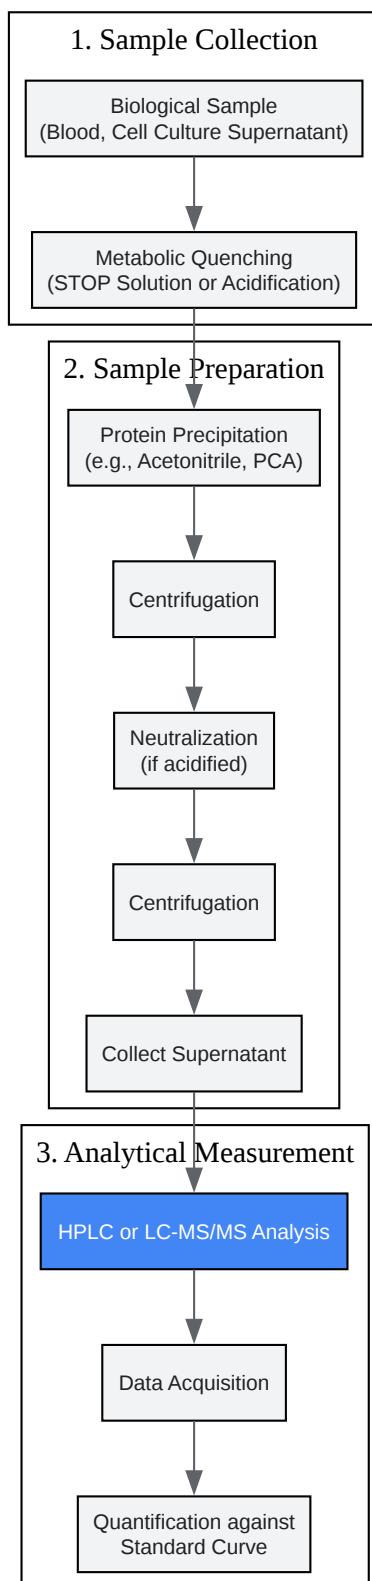 1. Sample Collection
Biological Sample
(Blood, Cell Culture Supernatant)
Metabolic Quenching
(STOP Solution or Acidification)
2. Sample Preparation
Protein Precipitation
(e.g., Acetonitrile, PCA)
Centrifugation
Neutralization
(if acidified)
Centrifugation
Collect Supernatant
3. Analytical Measurement
HPLC or LC-MS/MS Analysis
Data Acquisition
Quantification against
Standard Curve